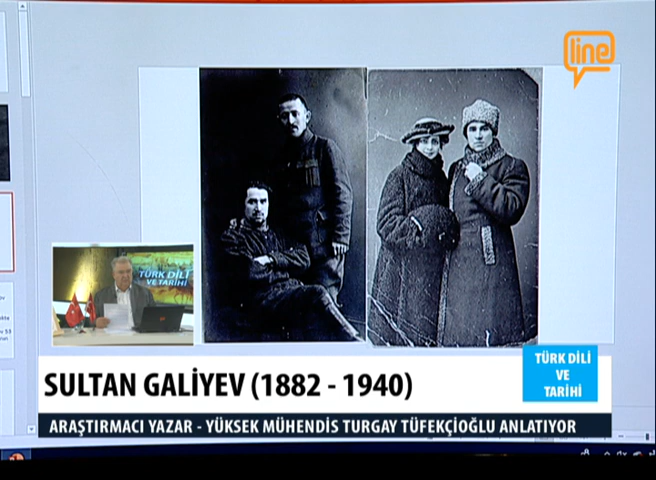 line
TÜRK DİLİ
VE TARİHİ
SULTAN GALİYEV (1882 - 1940)
TÜRK DİLİ
VE
TARİHİ
ARAŞTIRMACI YAZAR - YÜKSEK MÜHENDİS TURGAY TÜFEKÇİOĞLU ANLATIYOR